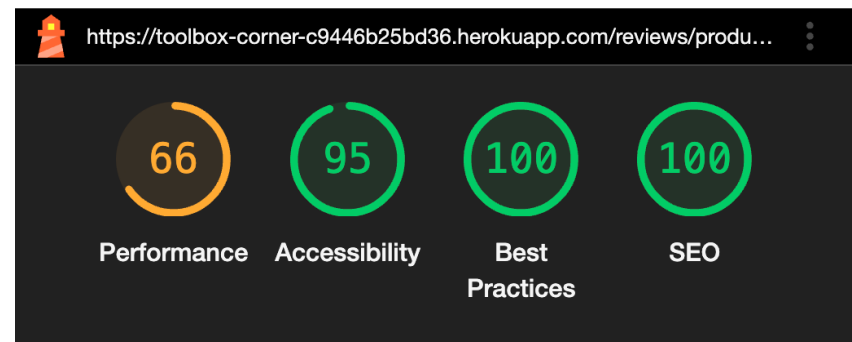 https://toolbox-corner-c9446b25bd36.herokuapp.com/reviews/produ...
66 95 100 100
Performance Accessibility Best Practices SEO